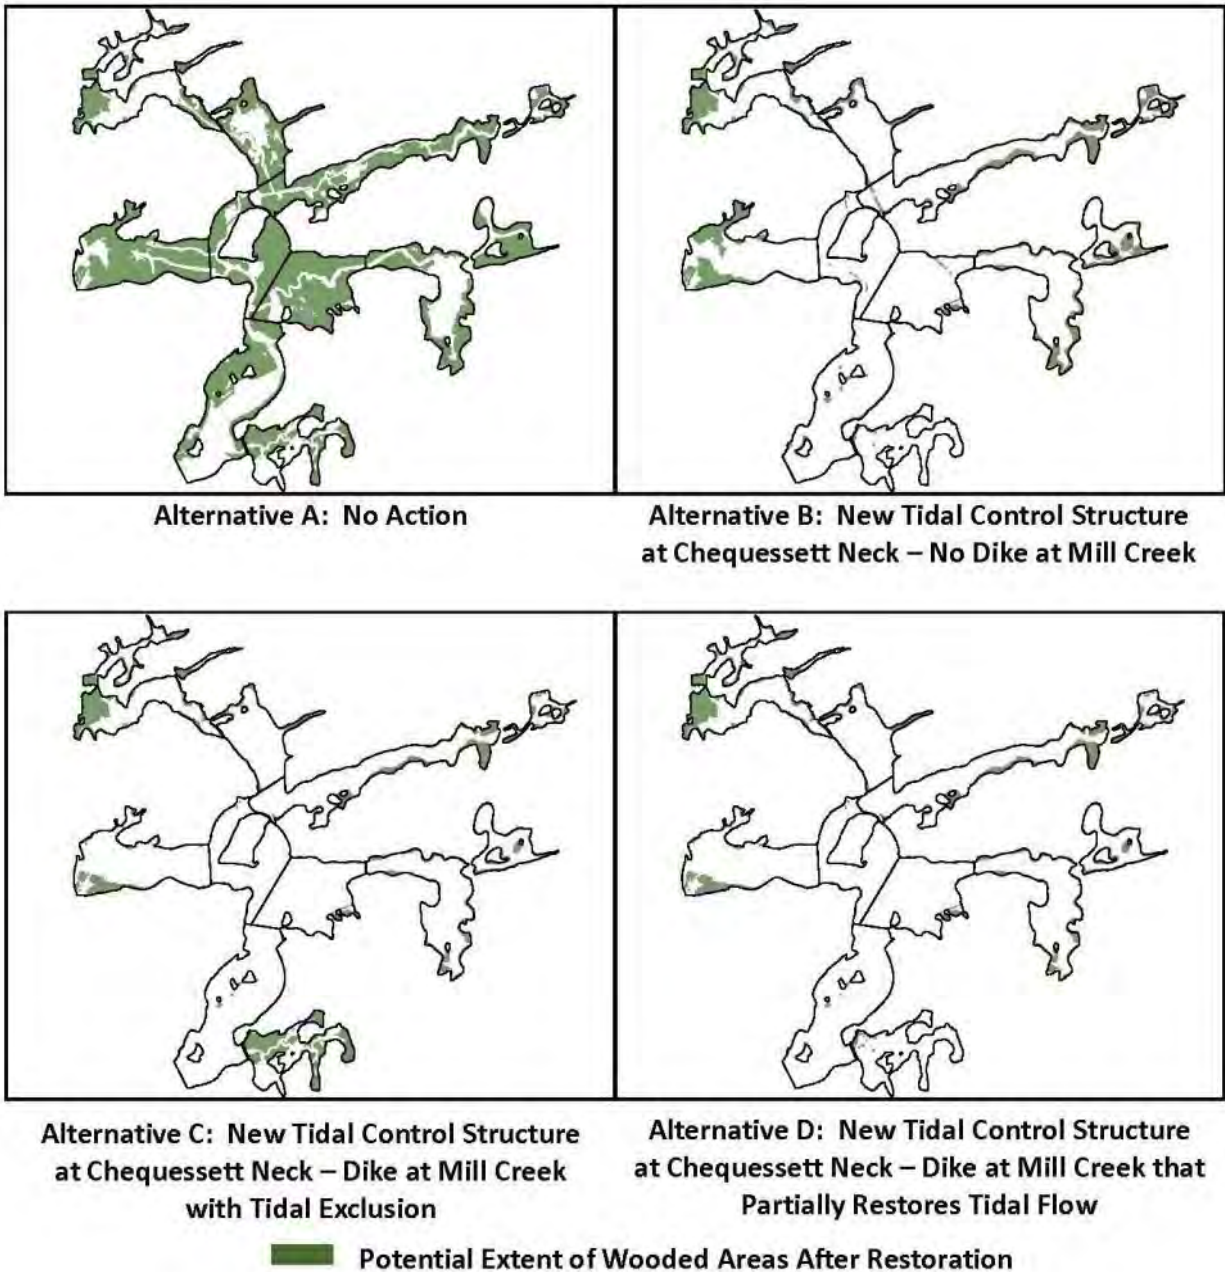 Alternative A:  No Action
Alternative B:  New Tidal Control Structure
at Chequessett Neck – No Dike at Mill Creek
Alternative C:  New Tidal Control Structure
at Chequessett Neck – Dike at Mill Creek
with Tidal Exclusion
Alternative D:  New Tidal Control Structure
at Chequessett Neck – Dike at Mill Creek that
Partially Restores Tidal Flow
Potential Extent of Wooded Areas After Restoration